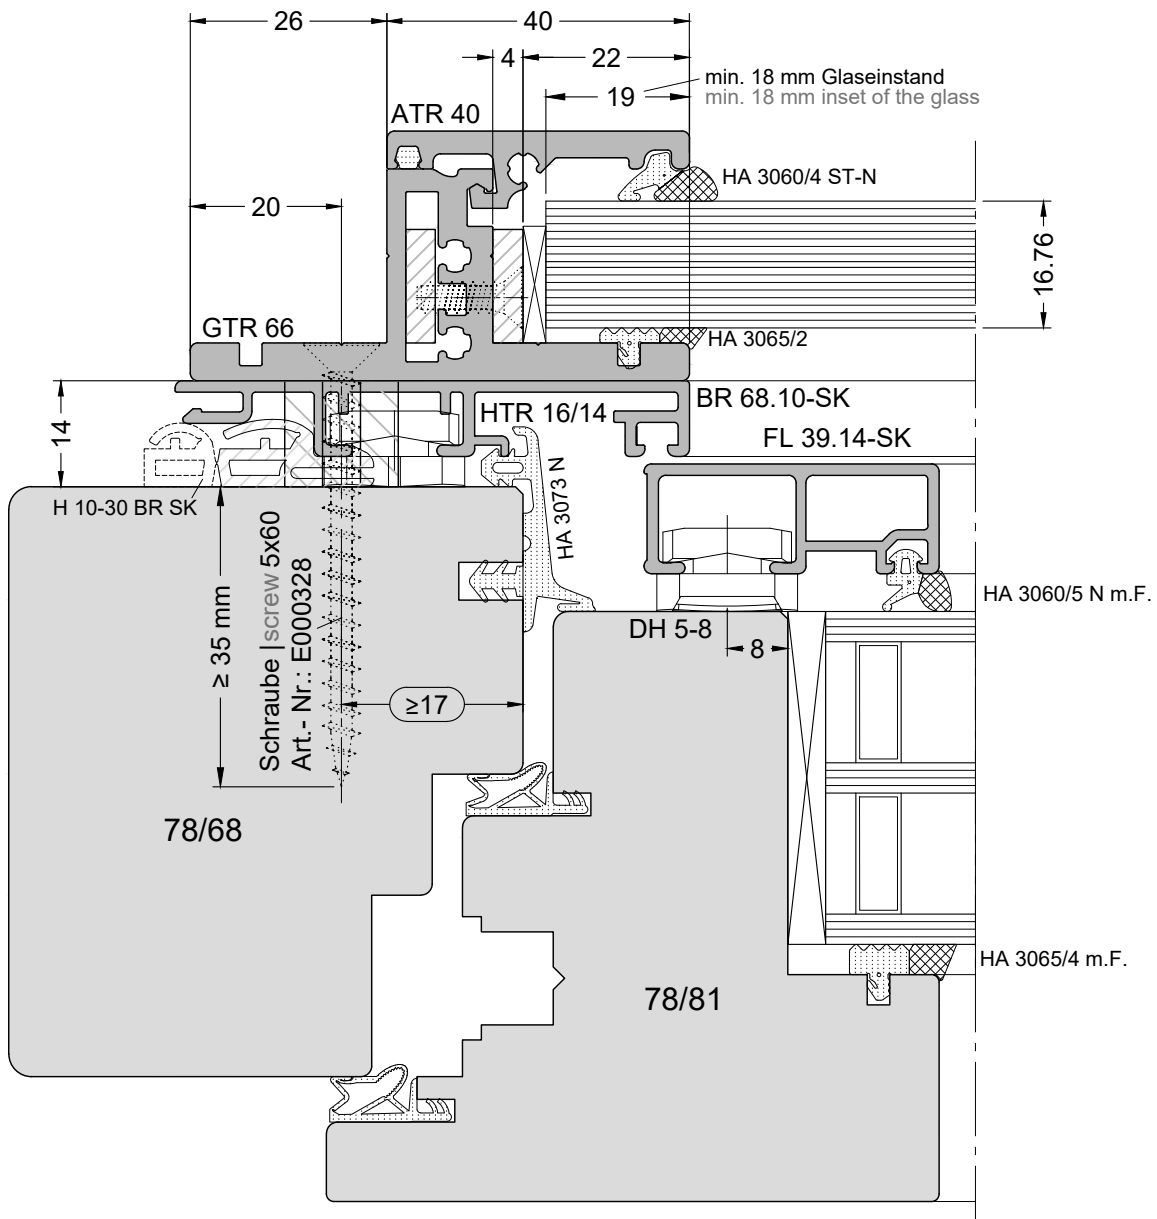 26
40
4
22
min. 18 mm Glaseinstand
19
min. 18 mm inset of the glass
ATR 40
HA 3060/4 ST-N
20
16.76
GTR 66
HA 3065/2
14
HTR 16/14
BR 68.10-SK
FL 39.14-SK
H 10-30 BR SK
HA 3073 N
≥ 35 mm
Schraube |screw 5x60
Art.- Nr.: E000328
HA 3060/5 N m.F.
DH 5-8
8
≥17
78/68
HA 3065/4 m.F.
78/81